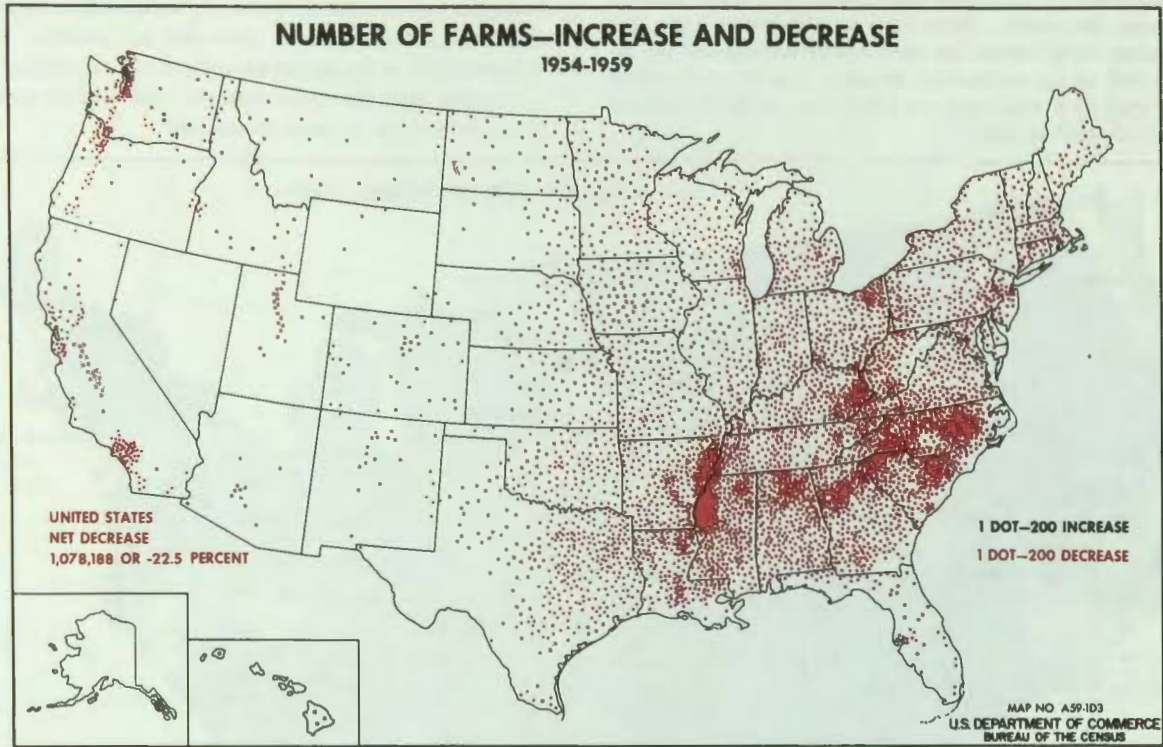 NUMBER OF FARMS—INCREASE AND DECREASE
1954-1959
UNITED STATES
NET DECREASE
1,078,188 OR -22.5 PERCENT
1 DOT—200 INCREASE
1 DOT—200 DECREASE
MAP NO A59-1D3
U.S. DEPARTMENT OF COMMERCE
BUREAU OF THE CENSUS